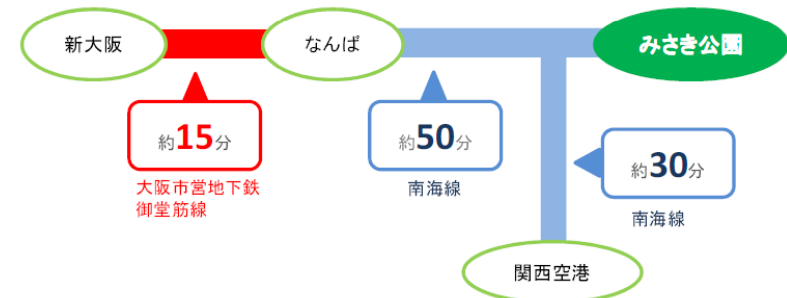 新大阪
なんば
みさき公園
約15分
約50分
約30分
大阪市営地下鉄
御堂筋線
南海線
南海線
関西空港